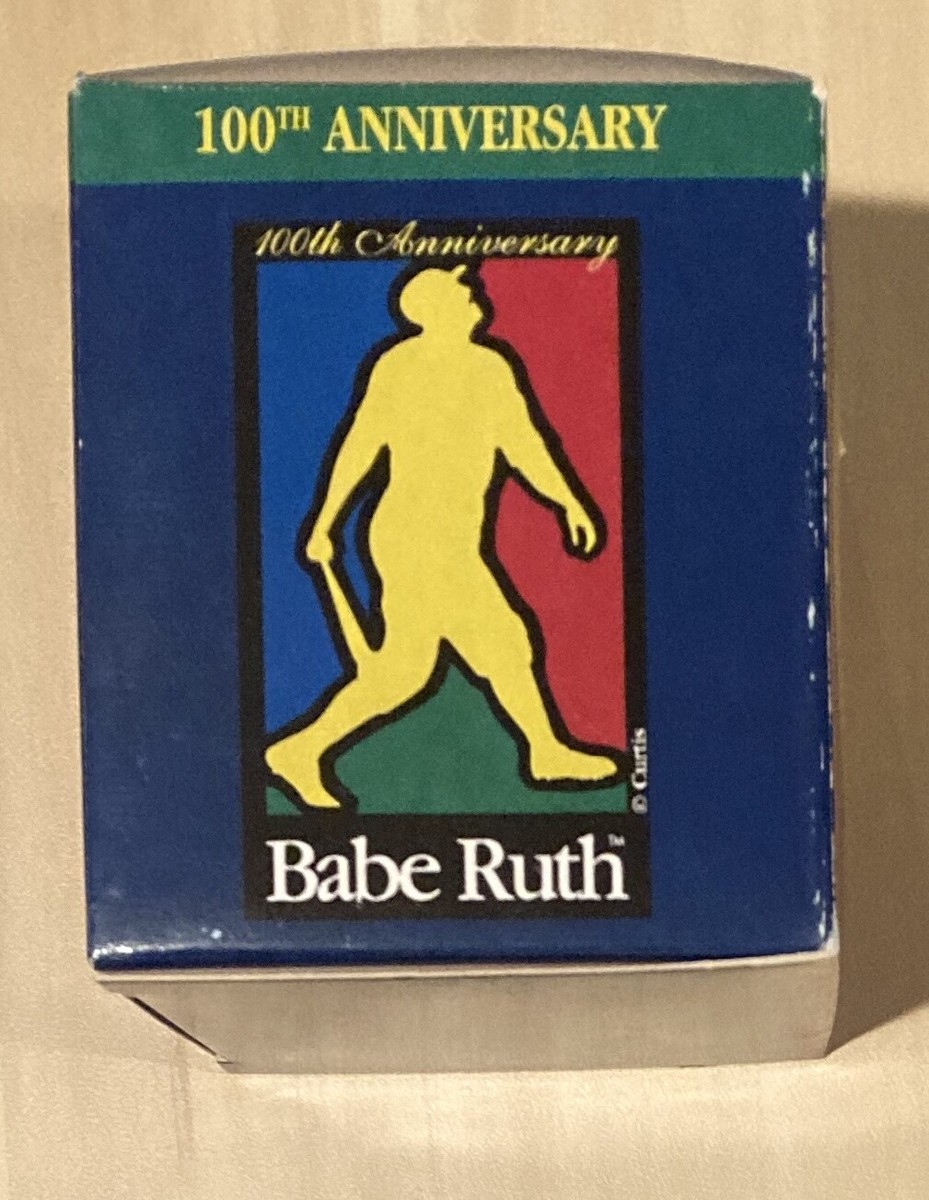 100TH ANNIVERSARY
100th Anniversary
© Curtis
Babe Ruth™